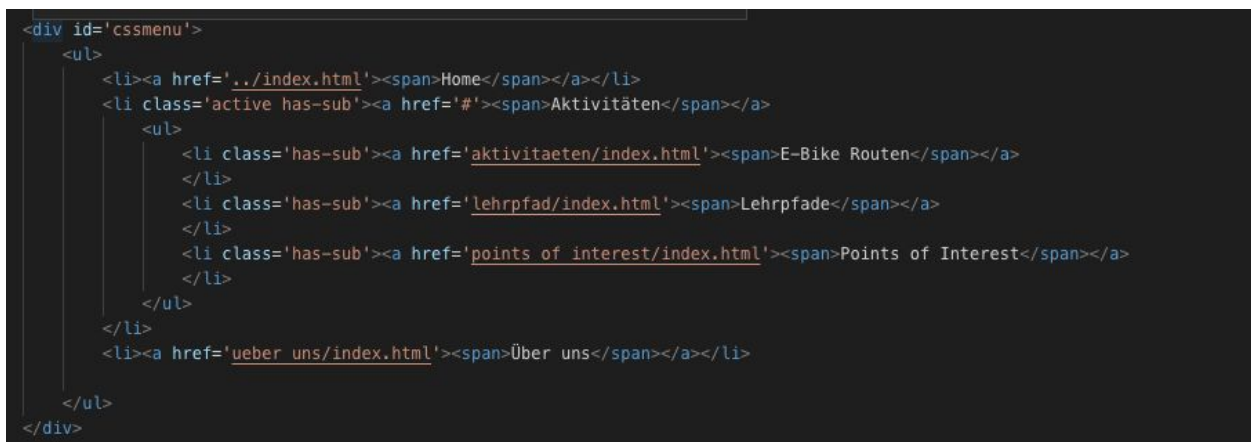 <div id='cssmenu'>
<ul>
<li><a href='../index.html'><span>Home</span></a></li>
<li class='active has-sub'><a href='#'><span>Aktivitäten</span></a>
<ul>
<li class='has-sub'><a href='aktivitaeten/index.html'><span>E-Bike Routen</span></a>
</li>
<li class='has-sub'><a href='lehrpfad/index.html'><span>Lehrpfade</span></a>
</li>
<li class='has-sub'><a href='points of interest/index.html'><span>Points of Interest</span></a>
</li>
</ul>
</li>
<li><a href='ueber uns/index.html'><span>Über uns</span></a></li>
</ul>
</div>